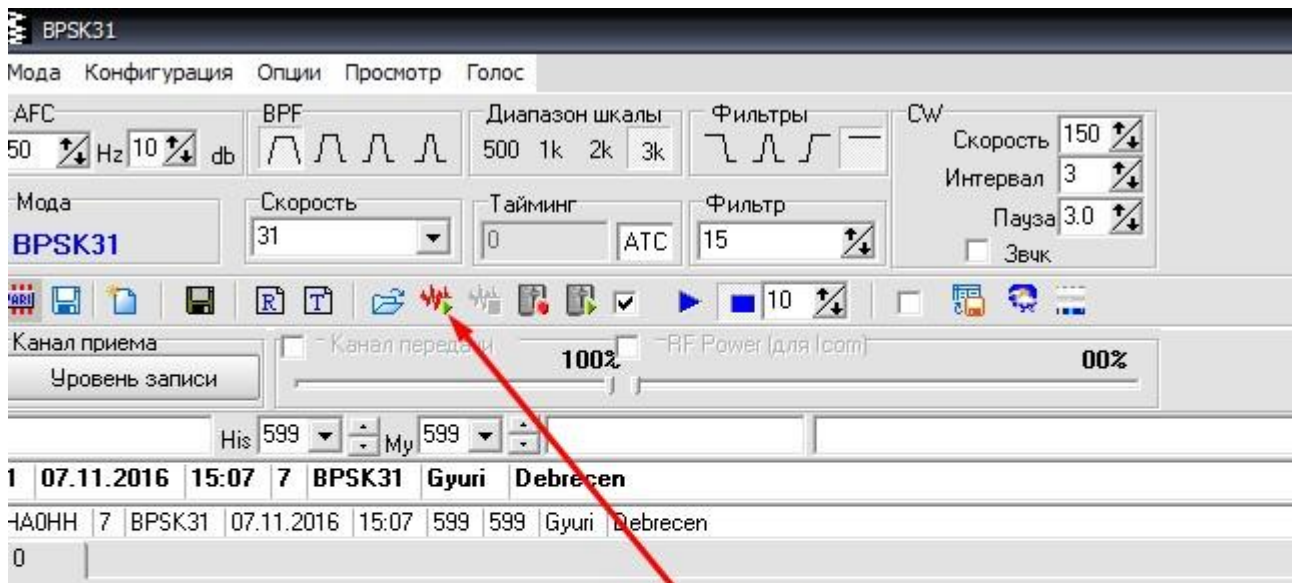 BPSK31
Мода Конфигурация Опции Просмотр Голос
AFC BPF Диапазон шкалы Фильтры CW
50 Hz 10 db 500 1k 2k 3k Скорость 150
Интервал 3
Мода Скорость Тайминг Фильтр Пауза 3.0
BPSK31 31 0 ATC 15 Звук
R T 10
Канал приема Канал передачи 100% RF Power (для Icom) 00%
Уровень записи
His 599 My 599
1 07.11.2016 15:07 7 BPSK31 Gyuri Debrecen
HA0HH 7 BPSK31 07.11.2016 15:07 599 599 Gyuri Debrecen
0